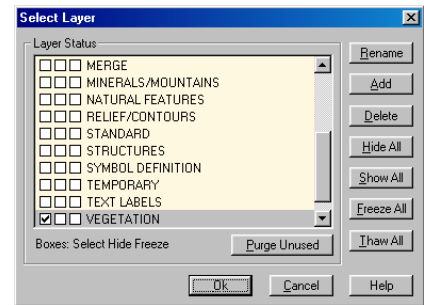 Select Layer
Layer Status
MERGE
MINERALS/MOUNTAINS
NATURAL FEATURES
RELIEF/CONTOURS
STANDARD
STRUCTURES
SYMBOL DEFINITION
TEMPORARY
TEXT LABELS
VEGETATION
Boxes: Select Hide Freeze
Purge Unused
Rename
Add
Delete
Hide All
Show All
Freeze All
Thaw All
Ok
Cancel
Help